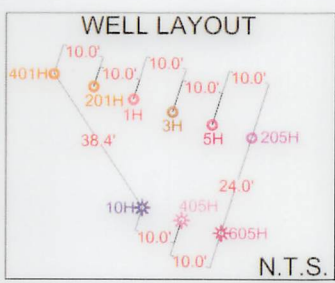 WELL LAYOUT
10.0'
10.0'
10.0'
10.0'
10.0'
401H
201H
1H
3H
5H
205H
38.4'
24.0'
10H
405H
605H
10.0'
10.0'
N.T.S.